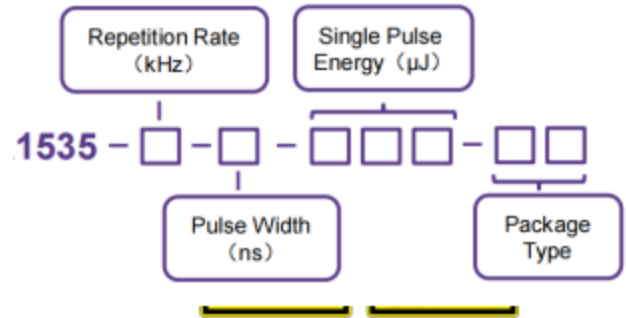 Repetition Rate
（kHz）
Single Pulse
Energy（μJ）
1535 – □ – □ – □□□ – □□
Pulse Width
（ns）
Package
Type